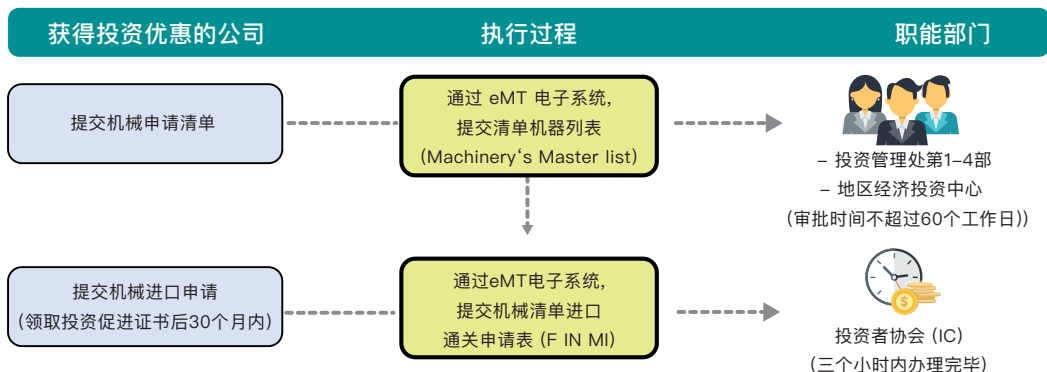 获得投资优惠的公司
执行过程
职能部门
提交机械申请清单
通过 eMT 电子系统,
提交清单机器列表
(Machinery‘s Master list)
– 投资管理处第1–4部
– 地区经济投资中心
(审批时间不超过60个工作日))
提交机械进口申请
(领取投资促进证书后30个月内)
通过eMT电子系统,
提交机械清单进口
通关申请表 (F IN MI)
$
投资者协会 (IC)
(三个小时内办理完毕)